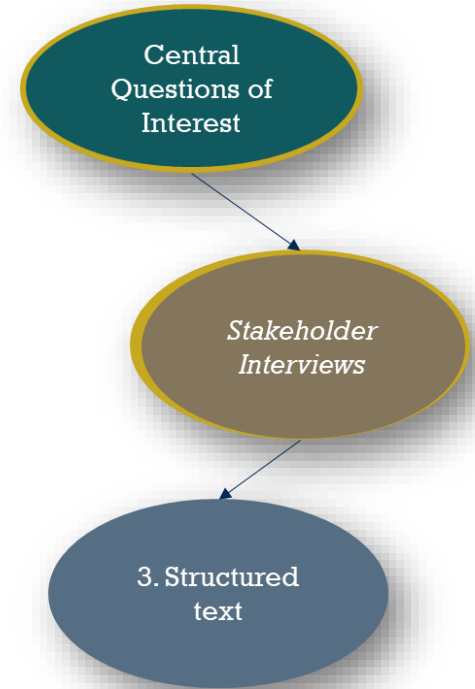 Central
Questions of
Interest
Stakeholder
Interviews
3. Structured
text